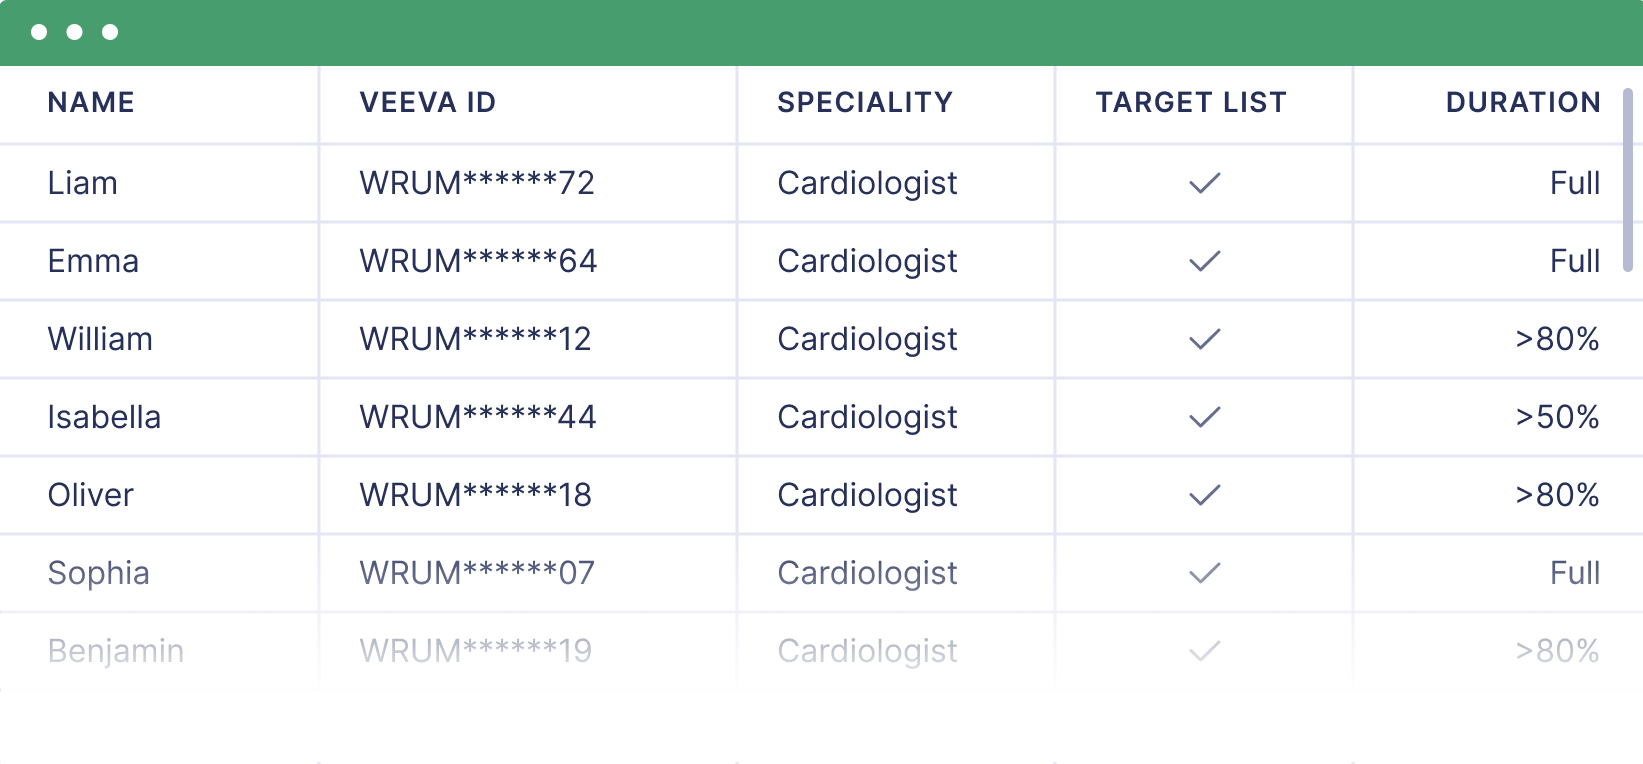 NAME VEEVA ID SPECIALITY TARGET LIST DURATION
Liam WRUM******72 Cardiologist ✓ Full
Emma WRUM******64 Cardiologist ✓ Full
William WRUM******12 Cardiologist ✓ >80%
Isabella WRUM******44 Cardiologist ✓ >50%
Oliver WRUM******18 Cardiologist ✓ >80%
Sophia WRUM******07 Cardiologist ✓ Full
Benjamin WRUM******19 Cardiologist ✓ >80%